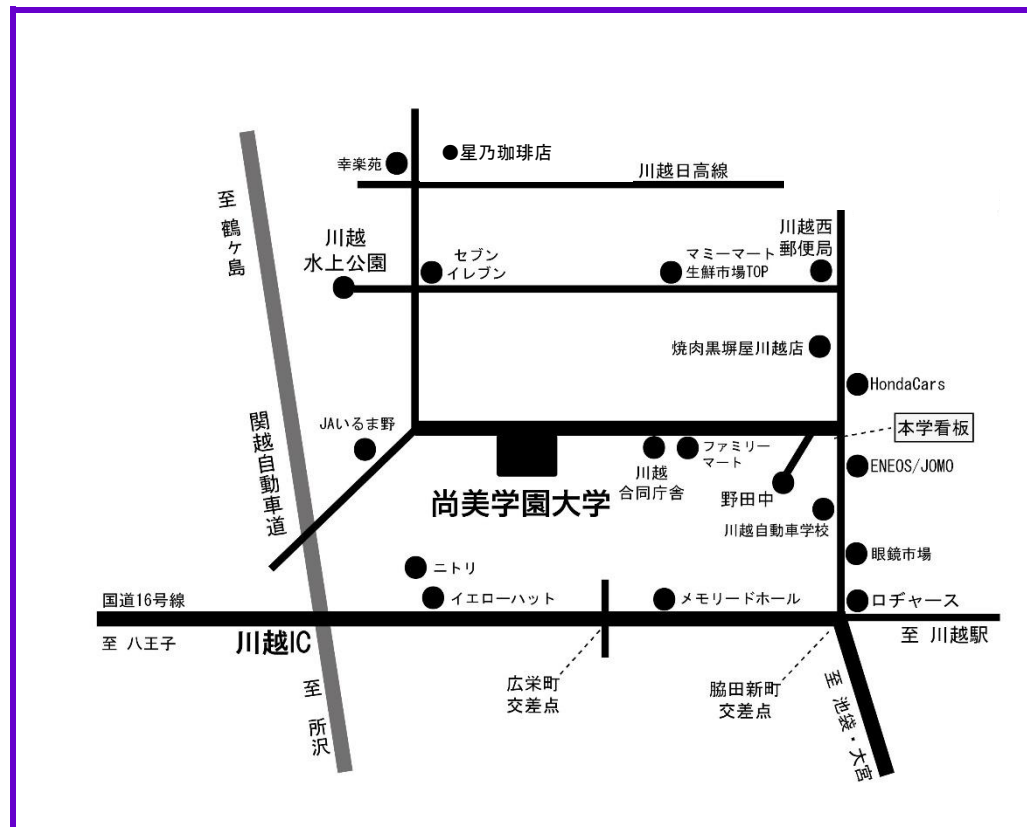 星乃珈琲店
幸楽苑
川越日高線
至 鶴ヶ島
川越
水上公園
セブン
イレブン
マミーマート
生鮮市場TOP
川越西
郵便局
焼肉黒塀屋川越店
HondaCars
関越自動車道
JAいるま野
本学看板
尚美学園大学
川越
合同庁舎
ファミリー
マート
野田中
ENEOS/JOMO
川越自動車学校
眼鏡市場
ニトリ
イエローハット
メモリードホール
ロヂャース
国道16号線
至 八王子
川越IC
至 川越駅
至 所沢
広栄町
交差点
脇田新町
交差点
至 池袋・大宮